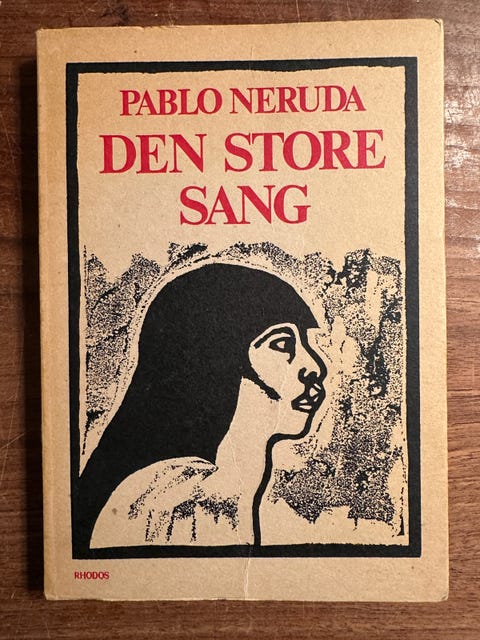 PABLO NERUDA
DEN STORE
SANG
RHODOS